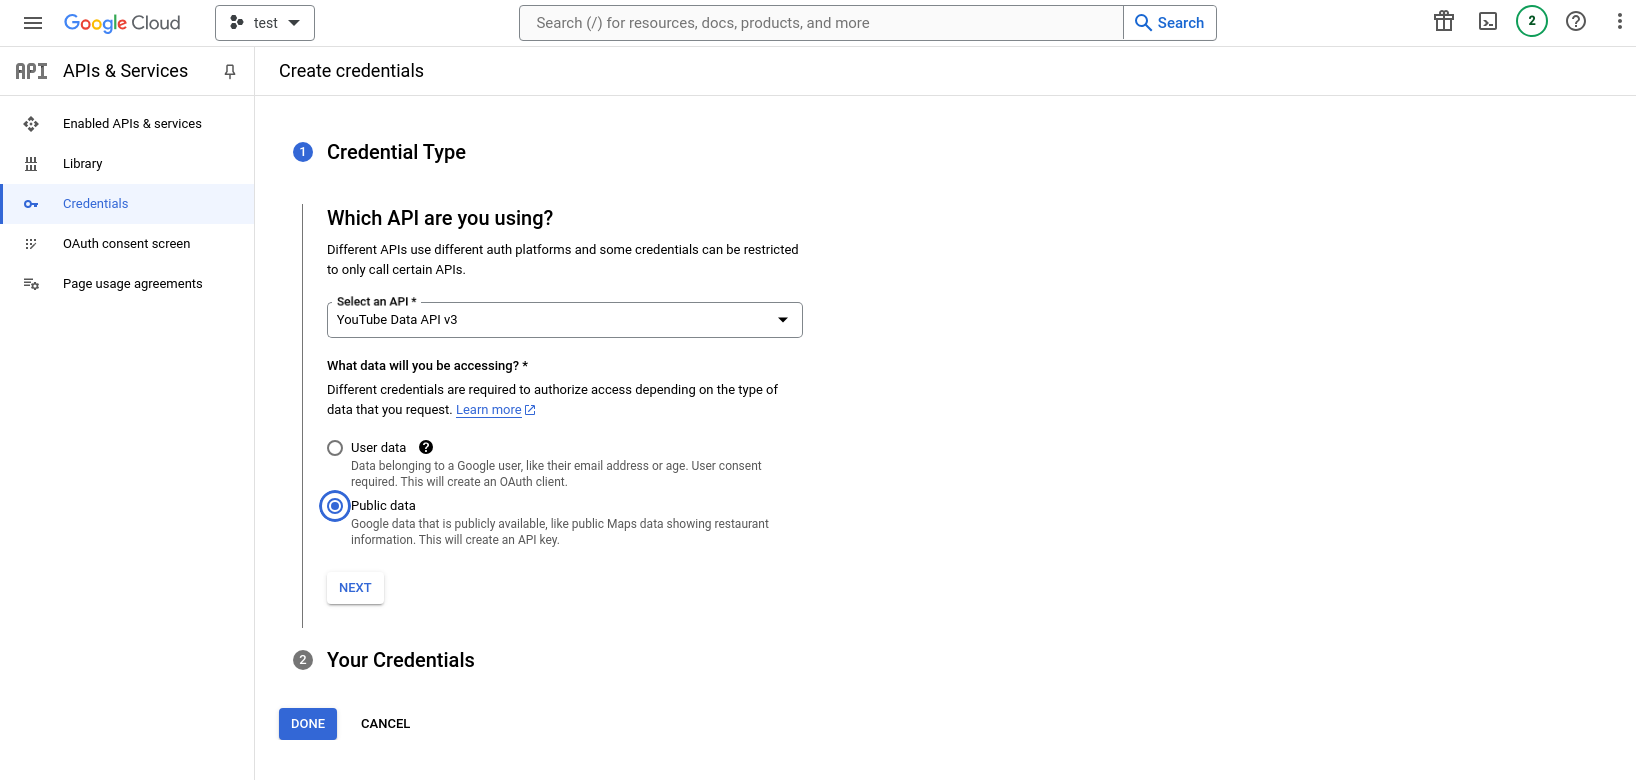 Google Cloud
test
Search (/) for resources, docs, products, and more
Search
2
API
APIs & Services
Create credentials
Enabled APIs & services
Library
Credentials
OAuth consent screen
Page usage agreements
1
Credential Type
Which API are you using?
Different APIs use different auth platforms and some credentials can be restricted
to only call certain APIs.
Select an API *
YouTube Data API v3
What data will you be accessing? *
Different credentials are required to authorize access depending on the type of
data that you request. Learn more
User data
Data belonging to a Google user, like their email address or age. User consent
required. This will create an OAuth client.
Public data
Google data that is publicly available, like public Maps data showing restaurant
information. This will create an API key.
NEXT
2
Your Credentials
DONE
CANCEL